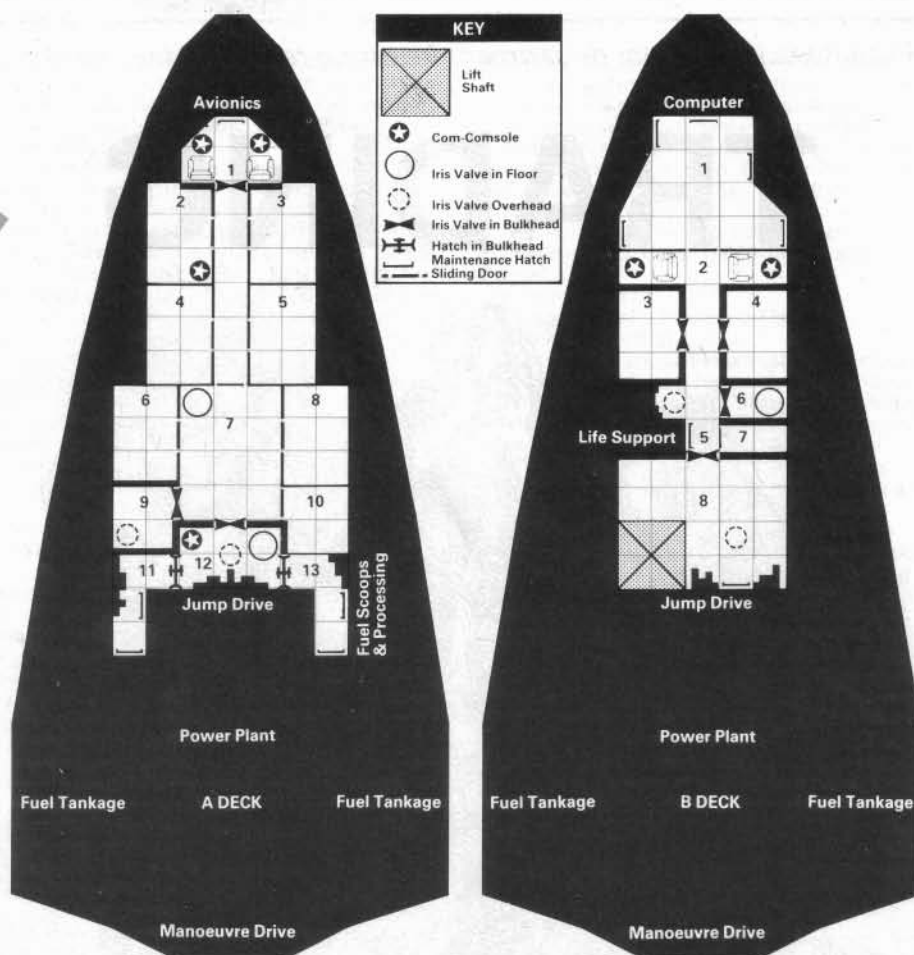 Avionics
1
2
3
4
5
6
7
8
9
10
11
12
13
Jump Drive
Fuel Scoops
& Processing
Power Plant
Fuel Tankage
A DECK
Fuel Tankage
Manoeuvre Drive
KEY
Lift
Shaft
Com-Comsole
Iris Valve in Floor
Iris Valve Overhead
Iris Valve in Bulkhead
Hatch in Bulkhead
Maintenance Hatch
Sliding Door
Computer
1
2
3
4
6
Life Support
5
7
8
Jump Drive
Power Plant
Fuel Tankage
B DECK
Fuel Tankage
Manoeuvre Drive